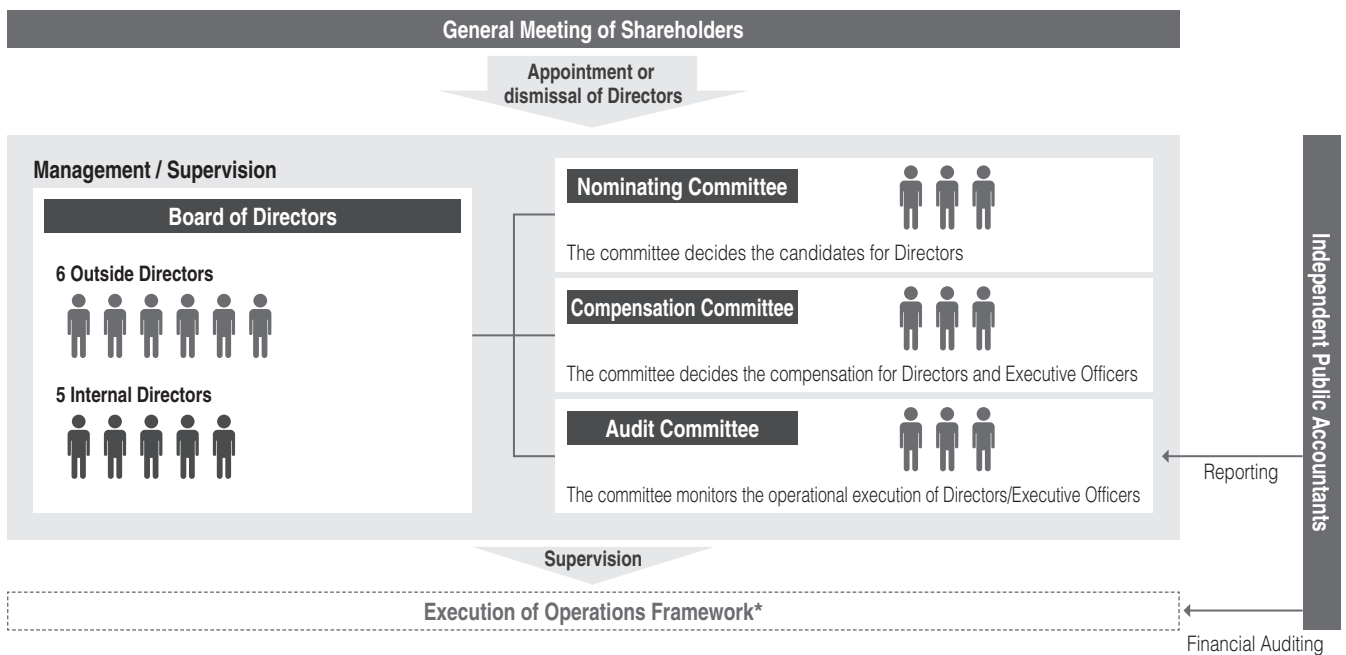 General Meeting of Shareholders
Appointment or
dismissal of Directors
Management / Supervision
Board of Directors
6 Outside Directors
5 Internal Directors
Nominating Committee
The committee decides the candidates for Directors
Compensation Committee
The committee decides the compensation for Directors and Executive Officers
Audit Committee
The committee monitors the operational execution of Directors/Executive Officers
Independent Public Accountants
Reporting
Supervision
Execution of Operations Framework*
Financial Auditing